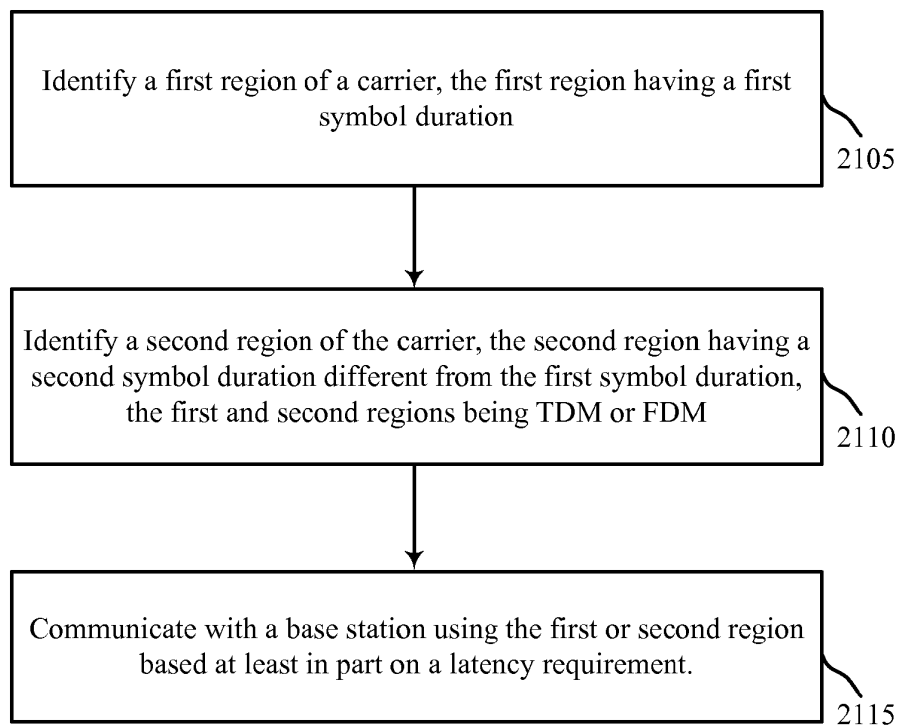 Identify a first region of a carrier, the first region having a first
symbol duration
2105
Identify a second region of the carrier, the second region having a
second symbol duration different from the first symbol duration,
the first and second regions being TDM or FDM
2110
Communicate with a base station using the first or second region
based at least in part on a latency requirement.
2115